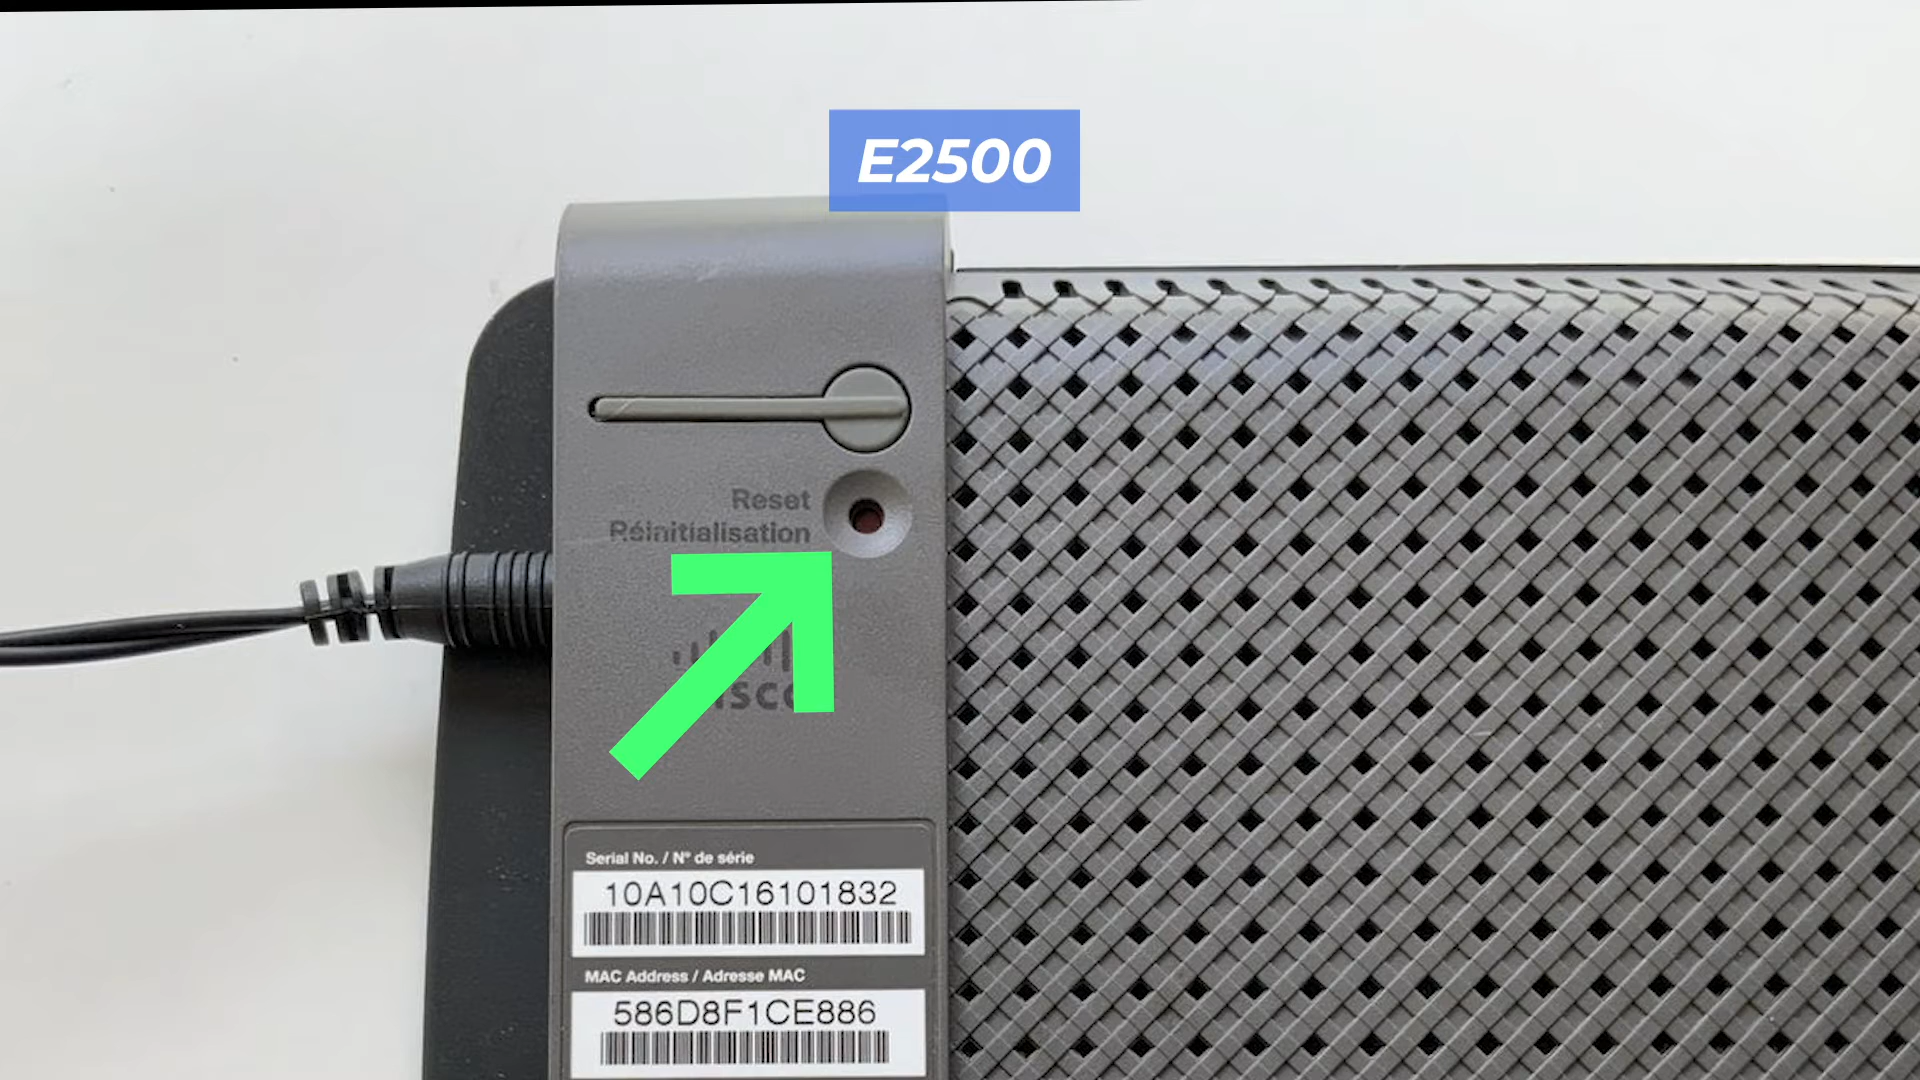 E2500
Reset
Réinitialisation
Serial No. / N° de série
10A10C16101832
MAC Address / Adresse MAC
586D8F1CE886